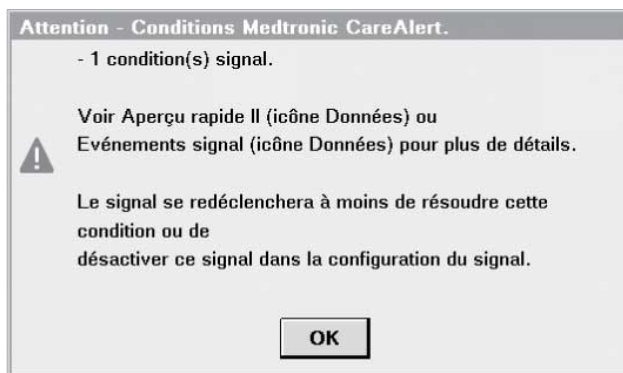 Attention - Conditions Medtronic CareAlert.
- 1 condition(s) signal.
Voir Aperçu rapide II (icône Données) ou
Evénements signal (icône Données) pour plus de détails.
Le signal se redéclenchera à moins de résoudre cette
condition ou de
désactiver ce signal dans la configuration du signal.
OK